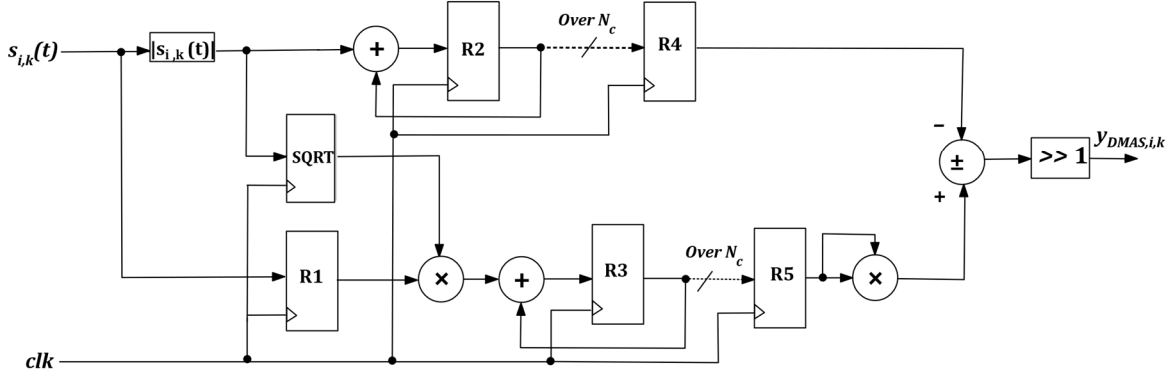 s_{i,k}(t)
|s_{i,k}(t)|
+
R2
Over N_c
R4
SQRT
−
±
+
>> 1
y_{DMAS,i,k}
R1
×
+
R3
Over N_c
R5
×
clk